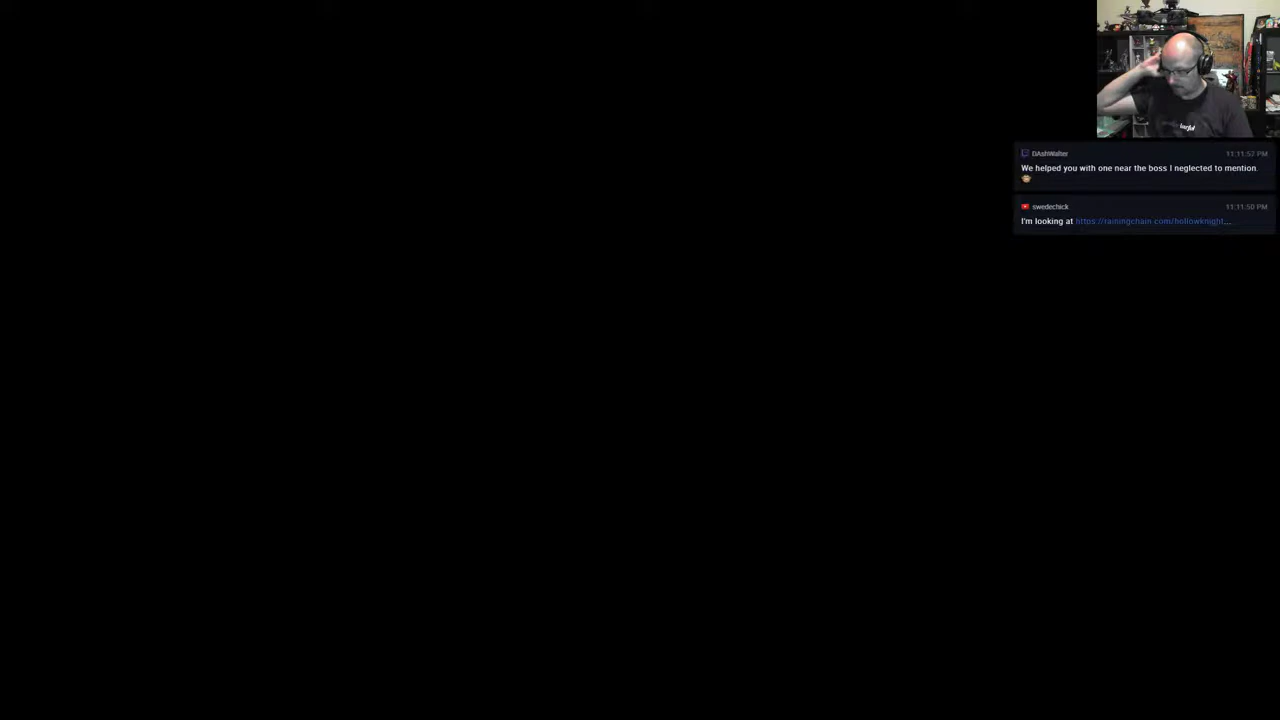 DAshWalter 11:11:52 PM
We helped you with one near the boss I neglected to mention.
swedechick 11:11:50 PM
I'm looking at https://rainingchain.com/hollowknight...